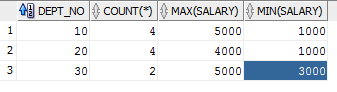 DEPT_NO COUNT(*) MAX(SALARY) MIN(SALARY)
1 10 4 5000 1000
2 20 4 4000 1000
3 30 2 5000 3000